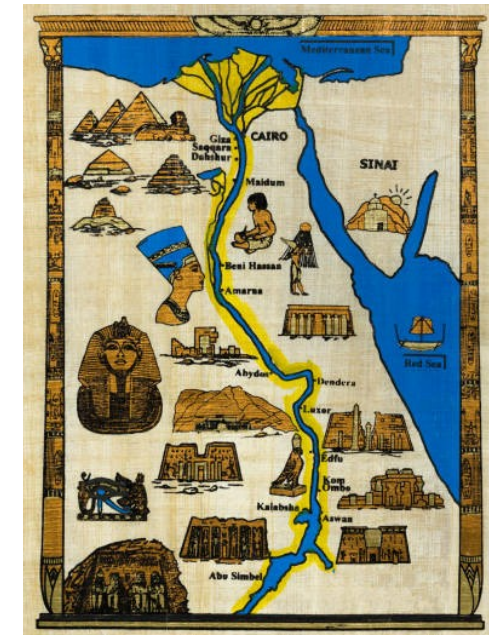 Mediterranean Sea
CAIRO
Giza
Saqqara
Dahshur
SINAI
Maidum
Beni Hassan
Amarna
Red Sea
Abydos
Dendera
Luxor
Edfu
Kom
Ombo
Kalabsha
Aswan
Abu Simbel